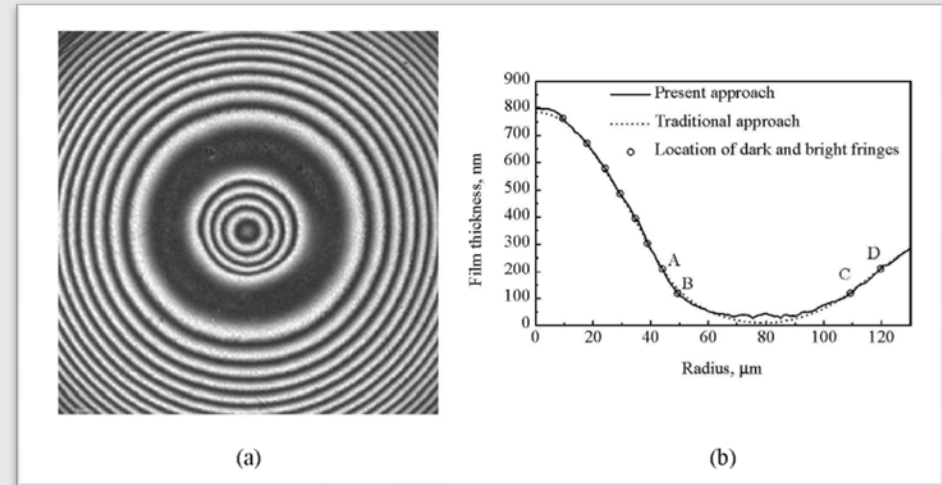 900
800
700
600
500
400
300
200
100
0
Film thickness, nm
Present approach
Traditional approach
Location of dark and bright fringes
A
B
C
D
0 20 40 60 80 100 120
Radius, μm
(a) (b)